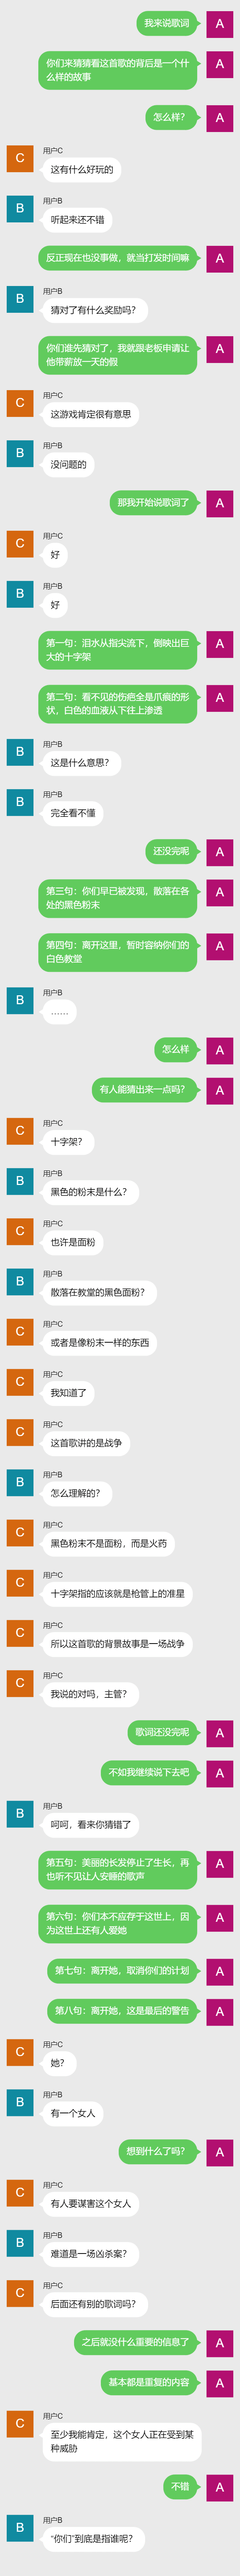 我来说歌词
A
你们来猜猜看这首歌的背后是一个什
么样的故事
A
怎么样？
A
用户C
C
这有什么好玩的
用户B
B
听起来还不错
反正现在也没事做，就当打发时间嘛
A
用户B
B
猜对了有什么奖励吗？
你们谁先猜对了，我就跟老板申请让
他带薪放一天的假
A
用户C
C
这游戏肯定很有意思
用户B
B
没问题的
那我开始说歌词了
A
用户C
C
好
用户B
B
好
第一句：泪水从指尖流下，倒映出巨
大的十字架
A
第二句：看不见的伤疤全是爪痕的形
状，白色的血液从下往上渗透
A
用户B
B
这是什么意思？
用户B
B
完全看不懂
还没完呢
A
第三句：你们早已被发现，散落在各
处的黑色粉末
A
第四句：离开这里，暂时容纳你们的
白色教堂
A
用户B
B
……
怎么样
A
有人能猜出来一点吗？
A
用户C
C
十字架？
用户B
B
黑色的粉末是什么？
用户C
C
也许是面粉
用户B
B
散落在教堂的黑色面粉？
用户C
C
或者是像粉末一样的东西
用户C
C
我知道了
用户C
C
这首歌讲的是战争
用户B
B
怎么理解的？
用户C
C
黑色粉末不是面粉，而是火药
用户C
C
十字架指的应该就是枪管上的准星
用户C
C
所以这首歌的背景故事是一场战争
用户C
C
我说的对吗，主管？
歌词还没完呢
A
不如我继续说下去吧
A
用户B
B
呵呵，看来你猜错了
第五句：美丽的长发停止了生长，再
也听不见让人安睡的歌声
A
第六句：你们本不应存于这世上，因
为这世上还有人爱她
A
第七句：离开她，取消你们的计划
A
第八句：离开她，这是最后的警告
A
用户C
C
她？
用户B
B
有一个女人
想到什么了吗？
A
用户C
C
有人要谋害这个女人
用户B
B
难道是一场凶杀案？
用户C
C
后面还有别的歌词吗？
之后就没什么重要的信息了
A
基本都是重复的内容
A
用户C
C
至少我能肯定，这个女人正在受到某
种威胁
不错
A
用户B
B
“你们”到底是指谁呢？